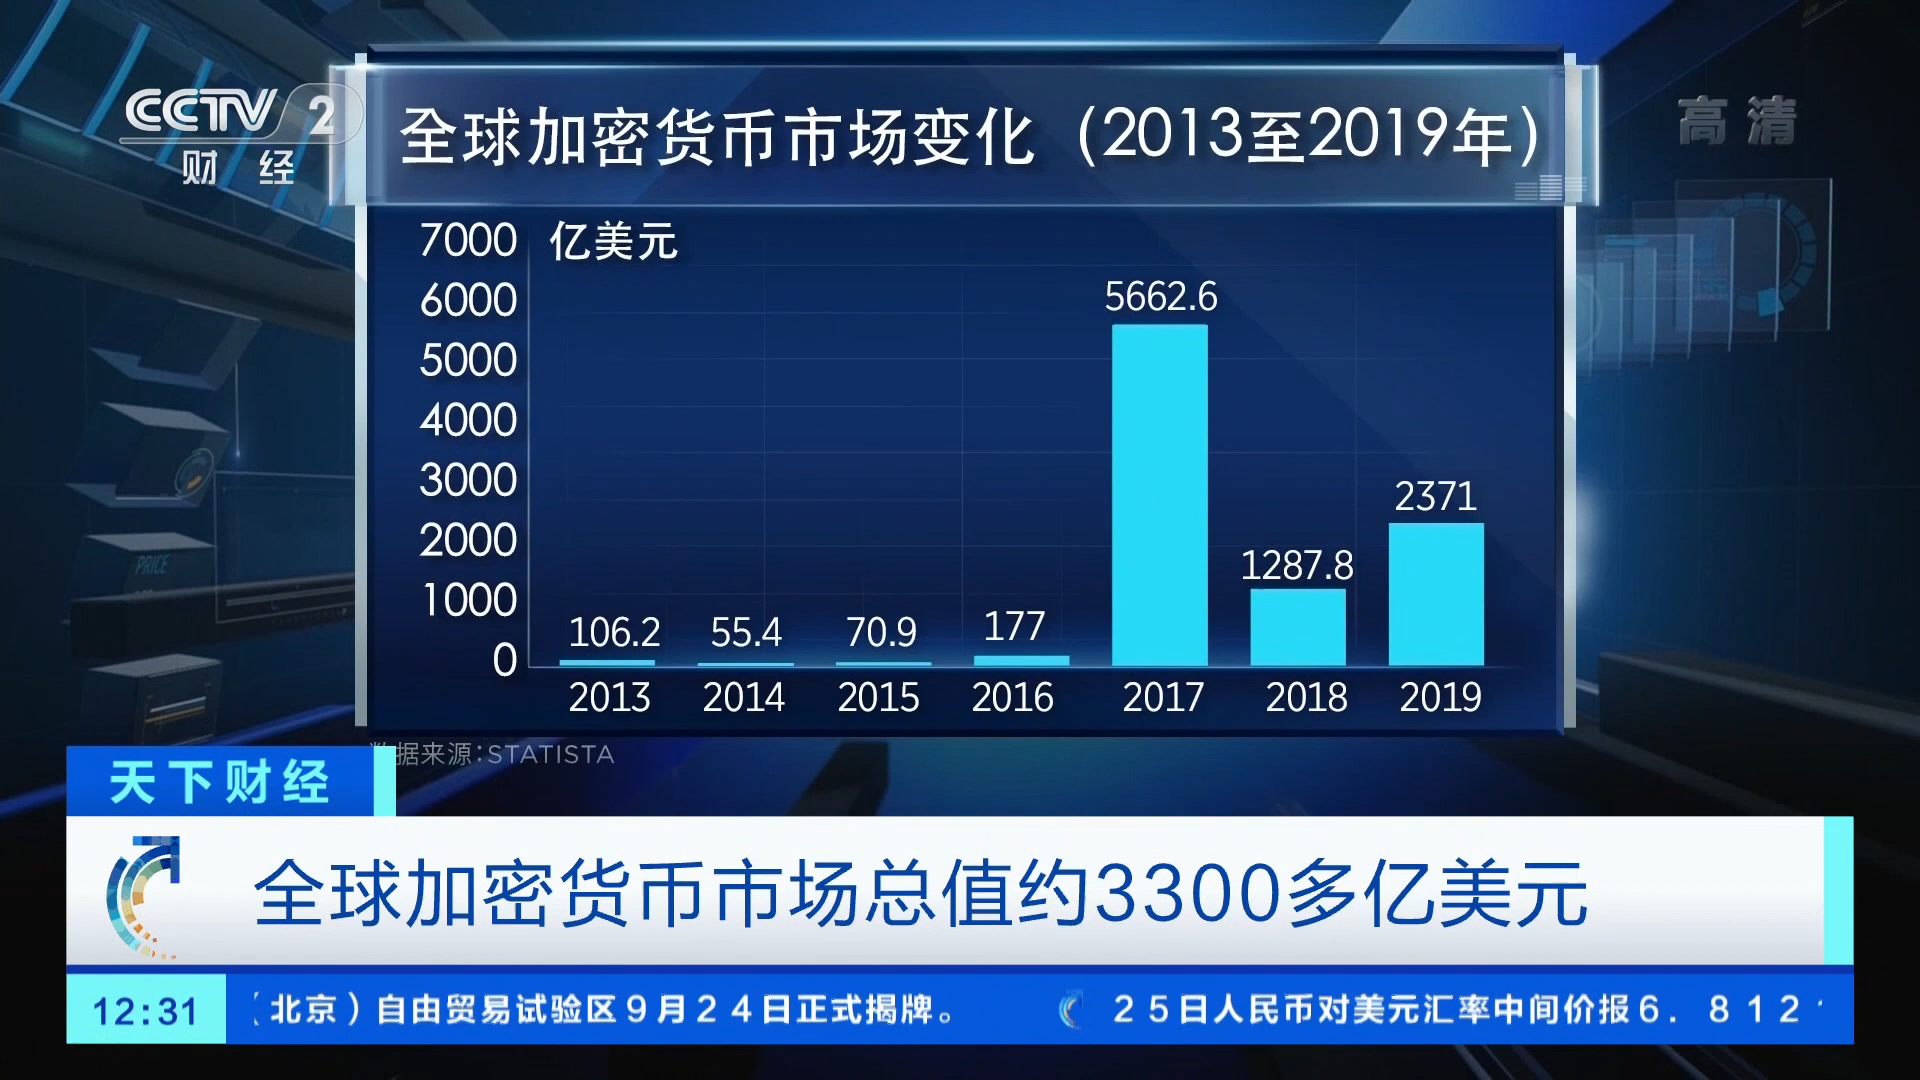 CCTV 2
财 经
高 清
全球加密货币市场变化（2013至2019年）
7000 亿美元
6000
5000
4000
3000
2000
1000
0
106.2 55.4 70.9 177 5662.6 1287.8 2371
2013 2014 2015 2016 2017 2018 2019
PRICE
据来源:STATISTA
天下财经
全球加密货币市场总值约3300多亿美元
12:31
（北京）自由贸易试验区9月24日正式揭牌。
25日人民币对美元汇率中间价报6.812